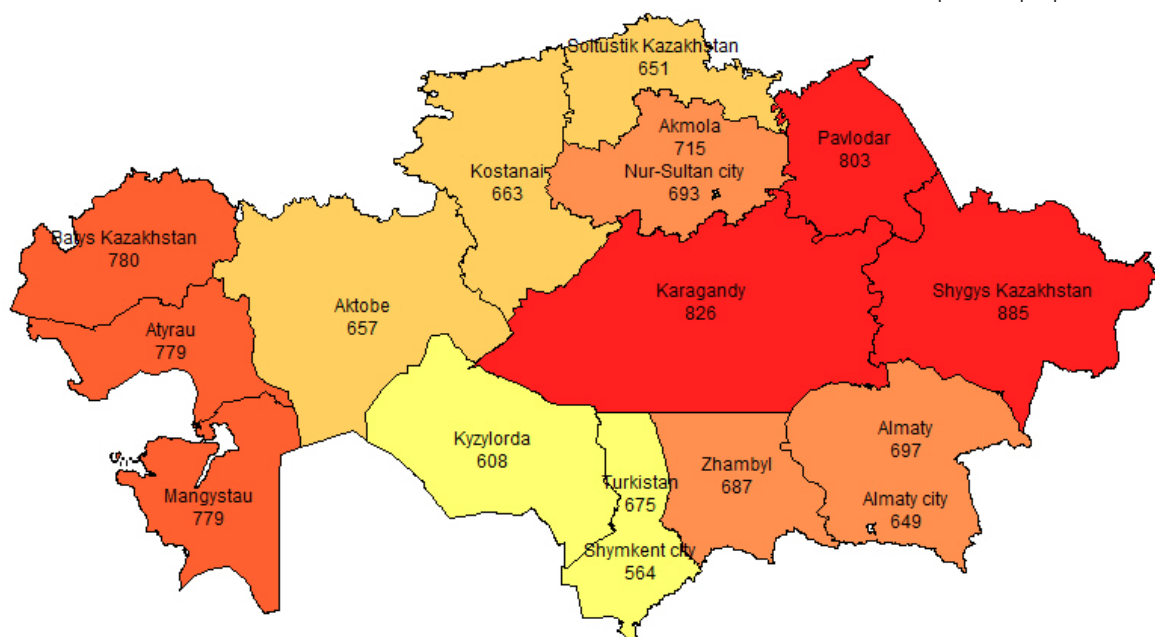 Soltustik Kazakhstan
651
Akmola
715
Pavlodar
803
Kostanai
663
Nur-Sultan city
693
Batys Kazakhstan
780
Karagandy
826
Shygys Kazakhstan
885
Aktobe
657
Atyrau
779
Kyzylorda
608
Almaty
697
Zhambyl
687
Turkistan
675
Mangystau
779
Almaty city
649
Shymkent city
564